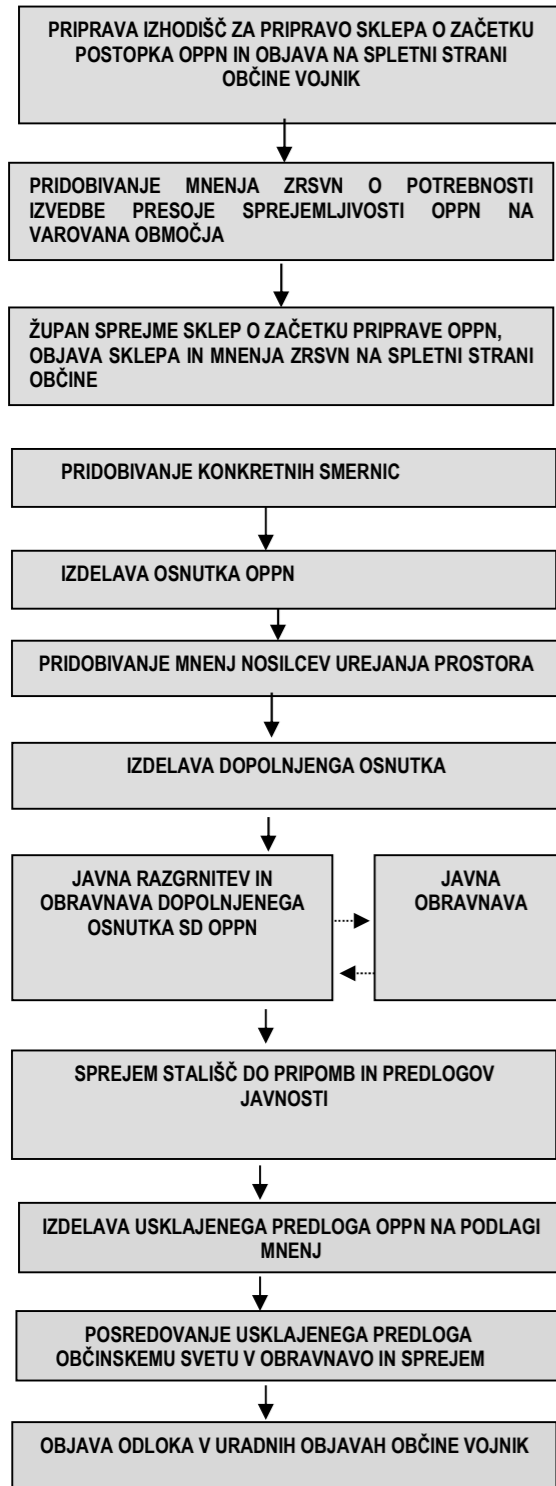 PRIPRAVA IZHODIŠČ ZA PRIPRAVO SKLEPA O ZAČETKU
POSTOPKA OPPN IN OBJAVA NA SPLETNI STRANI
OBČINE VOJNIK
PRIDOBIVANJE MNENJA ZRSVN O POTREBNOSTI
IZVEDBE PRESOJE SPREJEMLJIVOSTI OPPN NA
VAROVANA OBMOČJA
ŽUPAN SPREJME SKLEP O ZAČETKU PRIPRAVE OPPN,
OBJAVA SKLEPA IN MNENJA ZRSVN NA SPLETNI STRANI
OBČINE
PRIDOBIVANJE KONKRETNIH SMERNIC
IZDELAVA OSNUTKA OPPN
PRIDOBIVANJE MNENJ NOSILCEV UREJANJA PROSTORA
IZDELAVA DOPOLNJENGA OSNUTKA
JAVNA RAZGRNITEV IN
OBRAVNAVA DOPOLNJENEGA
OSNUTKA SD OPPN
JAVNA
OBRAVNAVA
SPREJEM STALIŠČ DO PRIPOMB IN PREDLOGOV
JAVNOSTI
IZDELAVA USKLAJENEGA PREDLOGA OPPN NA PODLAGI
MNENJ
POSREDOVANJE USKLAJENEGA PREDLOGA
OBČINSKEMU SVETU V OBRAVNAVO IN SPREJEM
OBJAVA ODLOKA V URADNIH OBJAVAH OBČINE VOJNIK